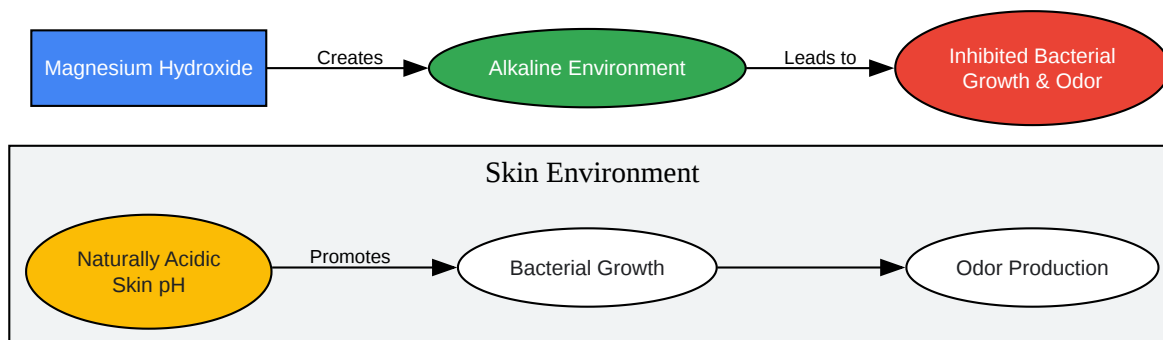 Magnesium Hydroxide
Creates
Alkaline Environment
Leads to
Inhibited Bacterial
Growth & Odor
Skin Environment
Naturally Acidic
Skin pH
Promotes
Bacterial Growth
Odor Production